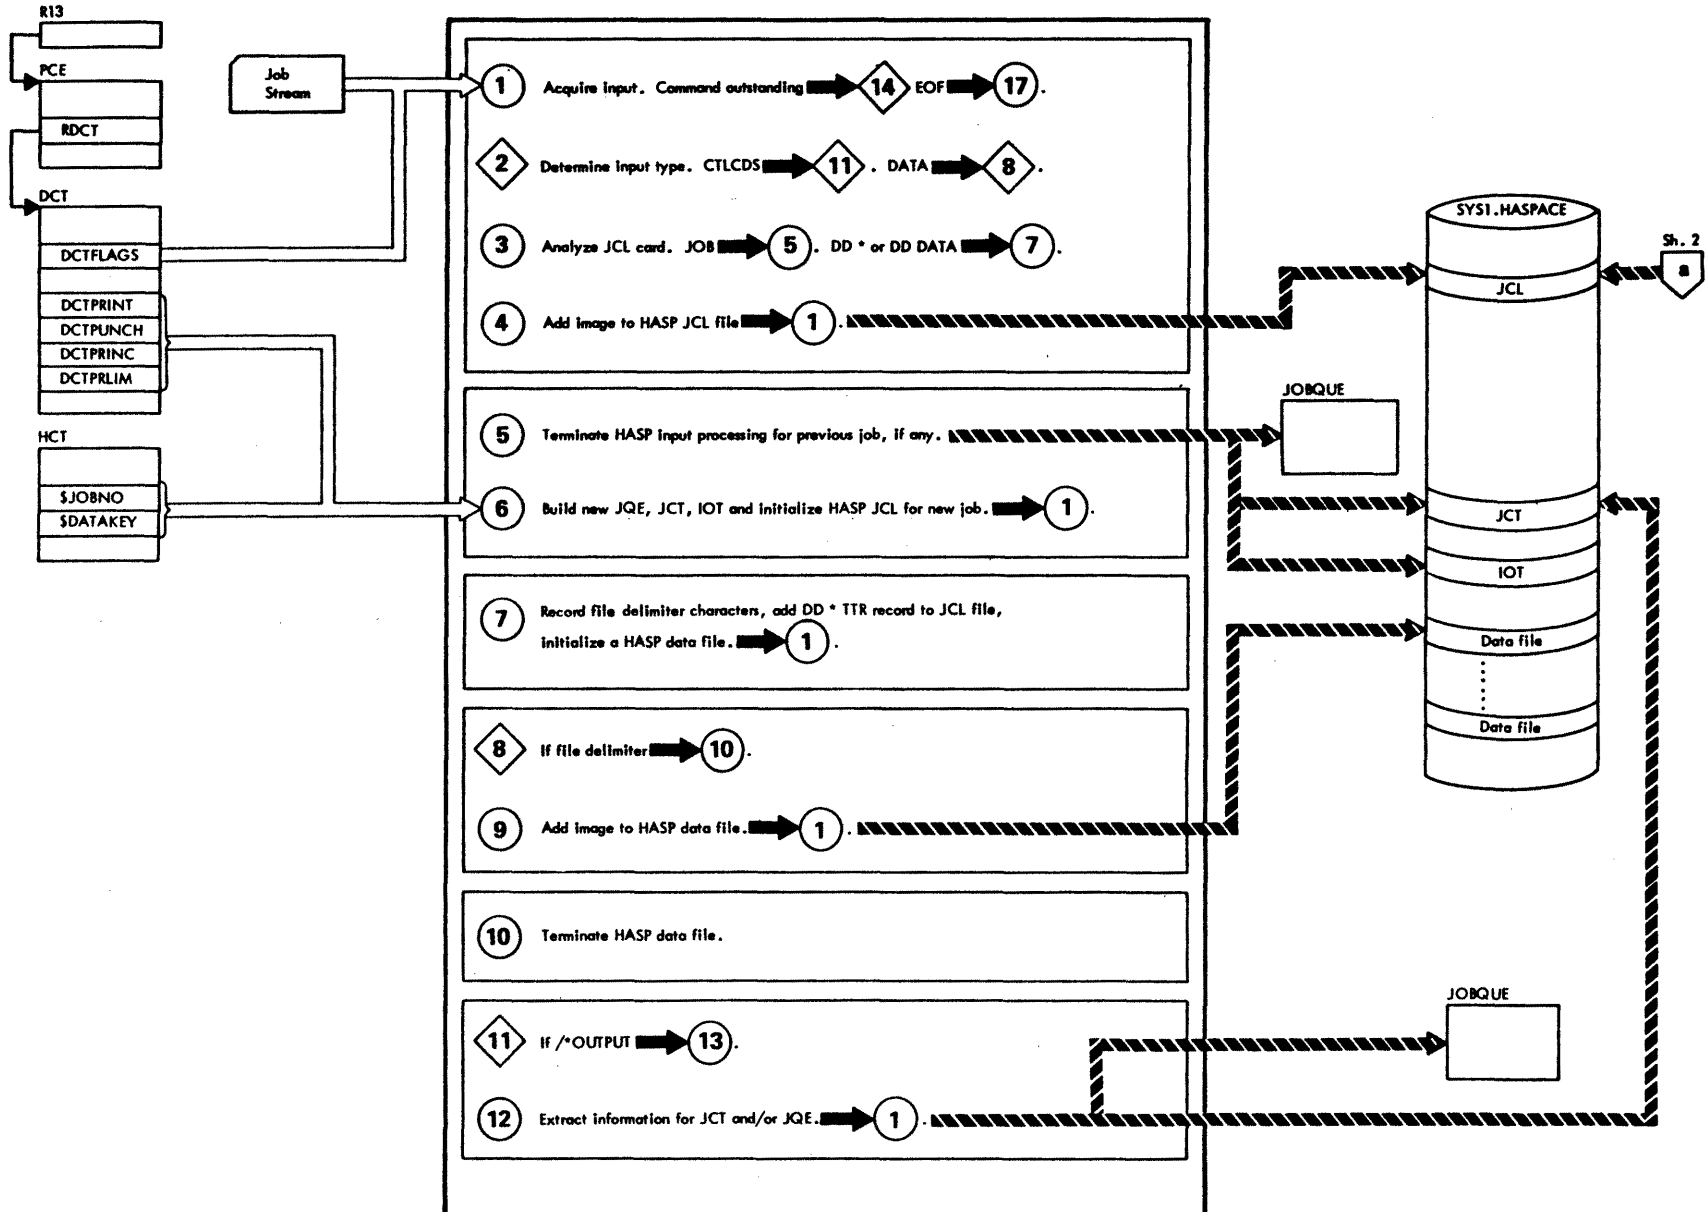 R13
PCE
RDCT
DCT
DCTFLAGS
DCTPRINT
DCTPUNCH
DCTPRINC
DCTPRLIM
HCT
$JOBNO
$DATAKEY
Job
Stream
1 Acquire input. Command outstanding 14 EOF 17.
2 Determine input type. CTLCDS 11. DATA 8.
3 Analyze JCL card. JOB 5. DD * or DD DATA 7.
4 Add image to HASP JCL file 1.
5 Terminate HASP input processing for previous job, if any.
6 Build new JQE, JCT, IOT and initialize HASP JCL for new job. 1.
7 Record file delimiter characters, add DD * TTR record to JCL file,
initialize a HASP data file. 1.
8 If file delimiter 10.
9 Add image to HASP data file. 1.
10 Terminate HASP data file.
11 If /*OUTPUT 13.
12 Extract information for JCT and/or JQE. 1.
SYS1.HASPACE
JCL
Sh. 2
a
JOBQUE
JCT
IOT
Data file
Data file
JOBQUE